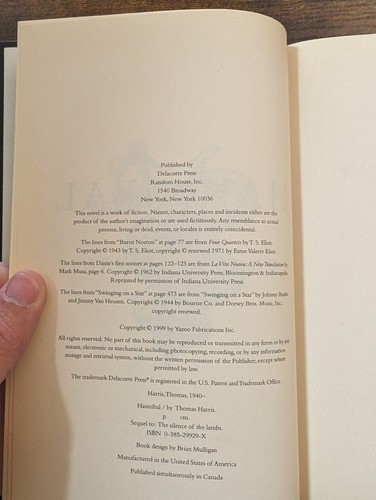 Published by
Delacorte Press
Random House, Inc.
1540 Broadway
New York, New York 10036
This novel is a work of fiction. Names, characters, places and incidents either are the
product of the author's imagination or are used fictitiously. Any resemblance to actual
persons, living or dead, events, or locales is entirely coincidental.
The lines from "Burnt Norton" at page 77 are from Four Quartets by T. S. Eliot.
Copyright © 1943 by T. S. Eliot, copyright © renewed 1971 by Esme Valerie Eliot.
The lines from Dante's first sonnet at pages 122–123 are from La Vita Nuova: A New Translation by
Mark Musa, page 6. Copyright © 1962 by Indiana University Press, Bloomington & Indianapolis.
Reprinted by permission of Indiana University Press.
The lines from "Swinging on a Star" at page 473 are from "Swinging on a Star" by Johnny Burke
and Jimmy Van Heusen. Copyright © 1944 by Bourne Co. and Dorsey Bros. Music, Inc.,
copyright renewed.
Copyright © 1999 by Yazoo Fabrications Inc.
All rights reserved. No part of this book may be reproduced or transmitted in any form or by any
means, electronic or mechanical, including photocopying, recording, or by any information
storage and retrieval system, without the written permission of the Publisher, except where
permitted by law.
The trademark Delacorte Press® is registered in the U.S. Patent and Trademark Office.
Harris, Thomas, 1940–
Hannibal / by Thomas Harris.
p. cm.
Sequel to: The silence of the lambs.
ISBN 0-385-29929-X
Book design by Brian Mulligan
Manufactured in the United States of America
Published simultaneously in Canada